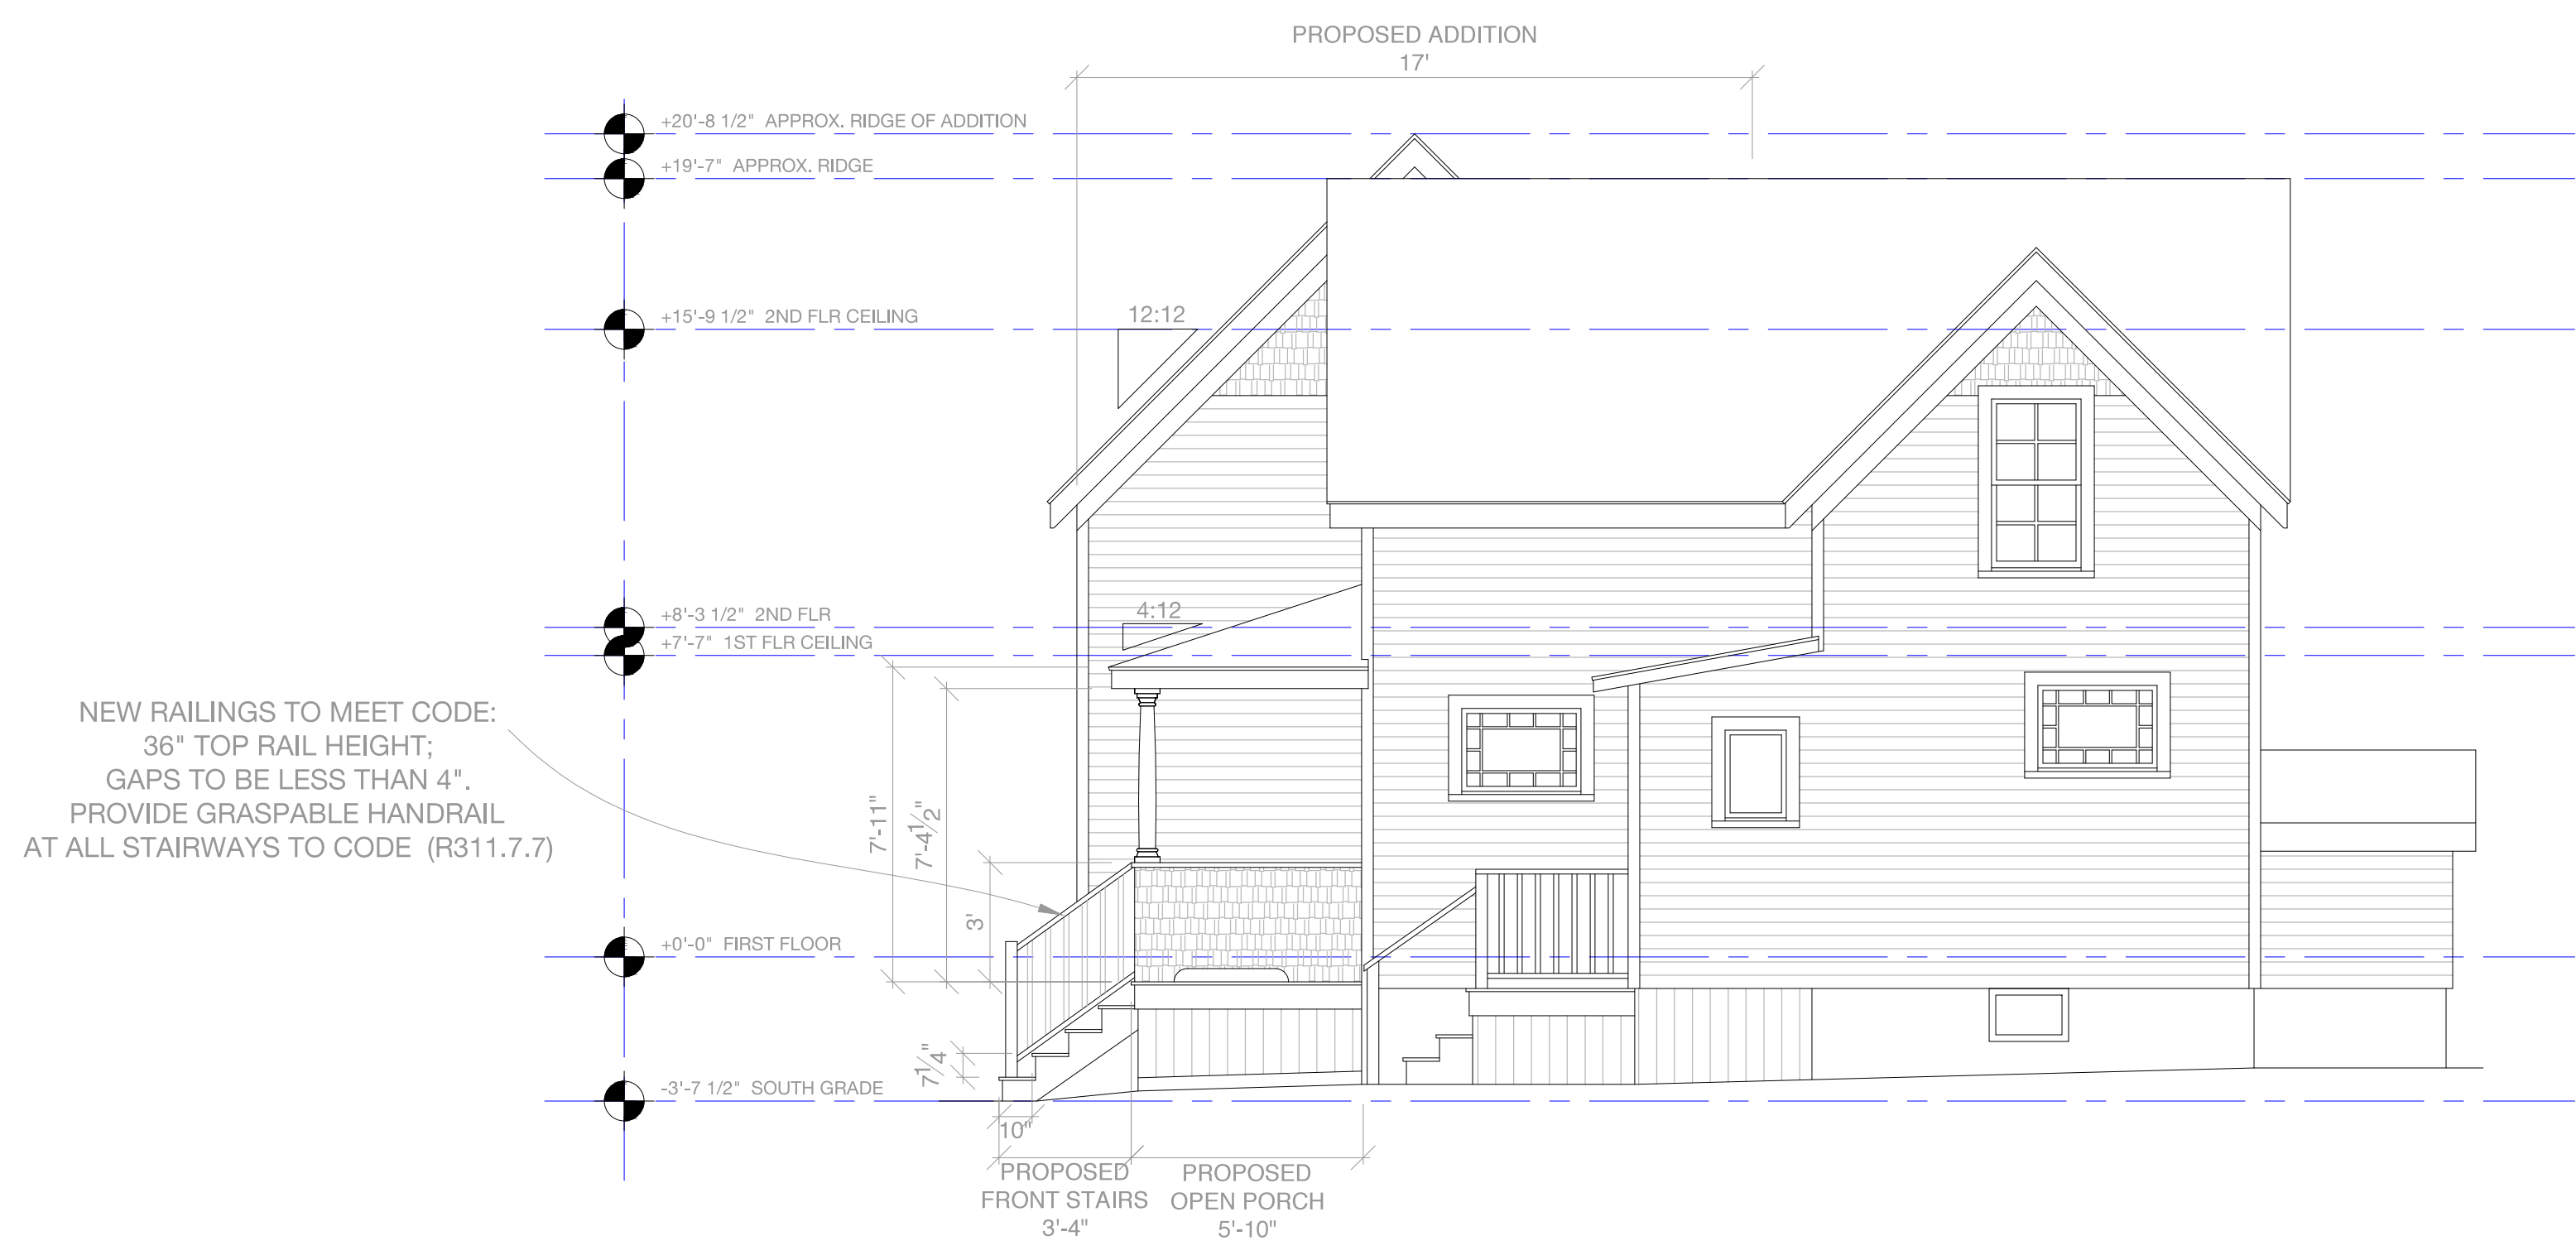 PROPOSED ADDITION
17'
+20'-8 1/2" APPROX. RIDGE OF ADDITION
+19'-7" APPROX. RIDGE
+15'-9 1/2" 2ND FLR CEILING
12:12
+8'-3 1/2" 2ND FLR
4:12
+7'-7" 1ST FLR CEILING
NEW RAILINGS TO MEET CODE:
36" TOP RAIL HEIGHT;
GAPS TO BE LESS THAN 4".
PROVIDE GRASPABLE HANDRAIL
AT ALL STAIRWAYS TO CODE (R311.7.7)
7'-11"
7'-4 1/2"
3'
+0'-0" FIRST FLOOR
7 1/4"
-3'-7 1/2" SOUTH GRADE
10"
PROPOSED
FRONT STAIRS
3'-4"
PROPOSED
OPEN PORCH
5'-10"